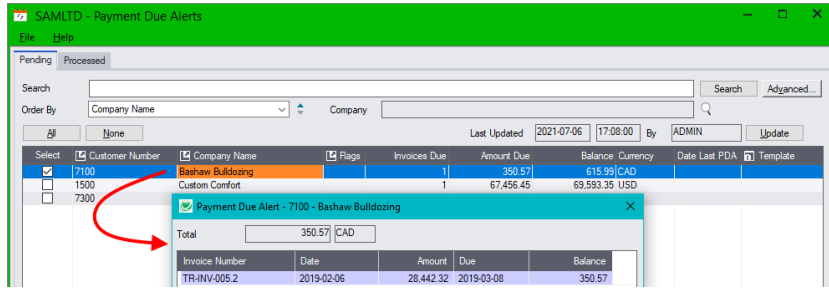 SAMLTD - Payment Due Alerts
File Help
Pending Processed
Search Search Advanced...
Order By Company Name Company
All None Last Updated 2021-07-06 17:08:00 By ADMIN Update
Select Customer Number Company Name Flags Invoices Due Amount Due Balance Currency Date Last PDA Template
7100 Bashaw Bulldozing 1 350.57 615.99 CAD
1500 Custom Comfort 1 67,456.45 69,593.35 USD
7300
Payment Due Alert - 7100 - Bashaw Bulldozing
Total 350.57 CAD
Invoice Number Date Amount Due Balance
TR-INV-005.2 2019-02-06 28,442.32 2019-03-08 350.57